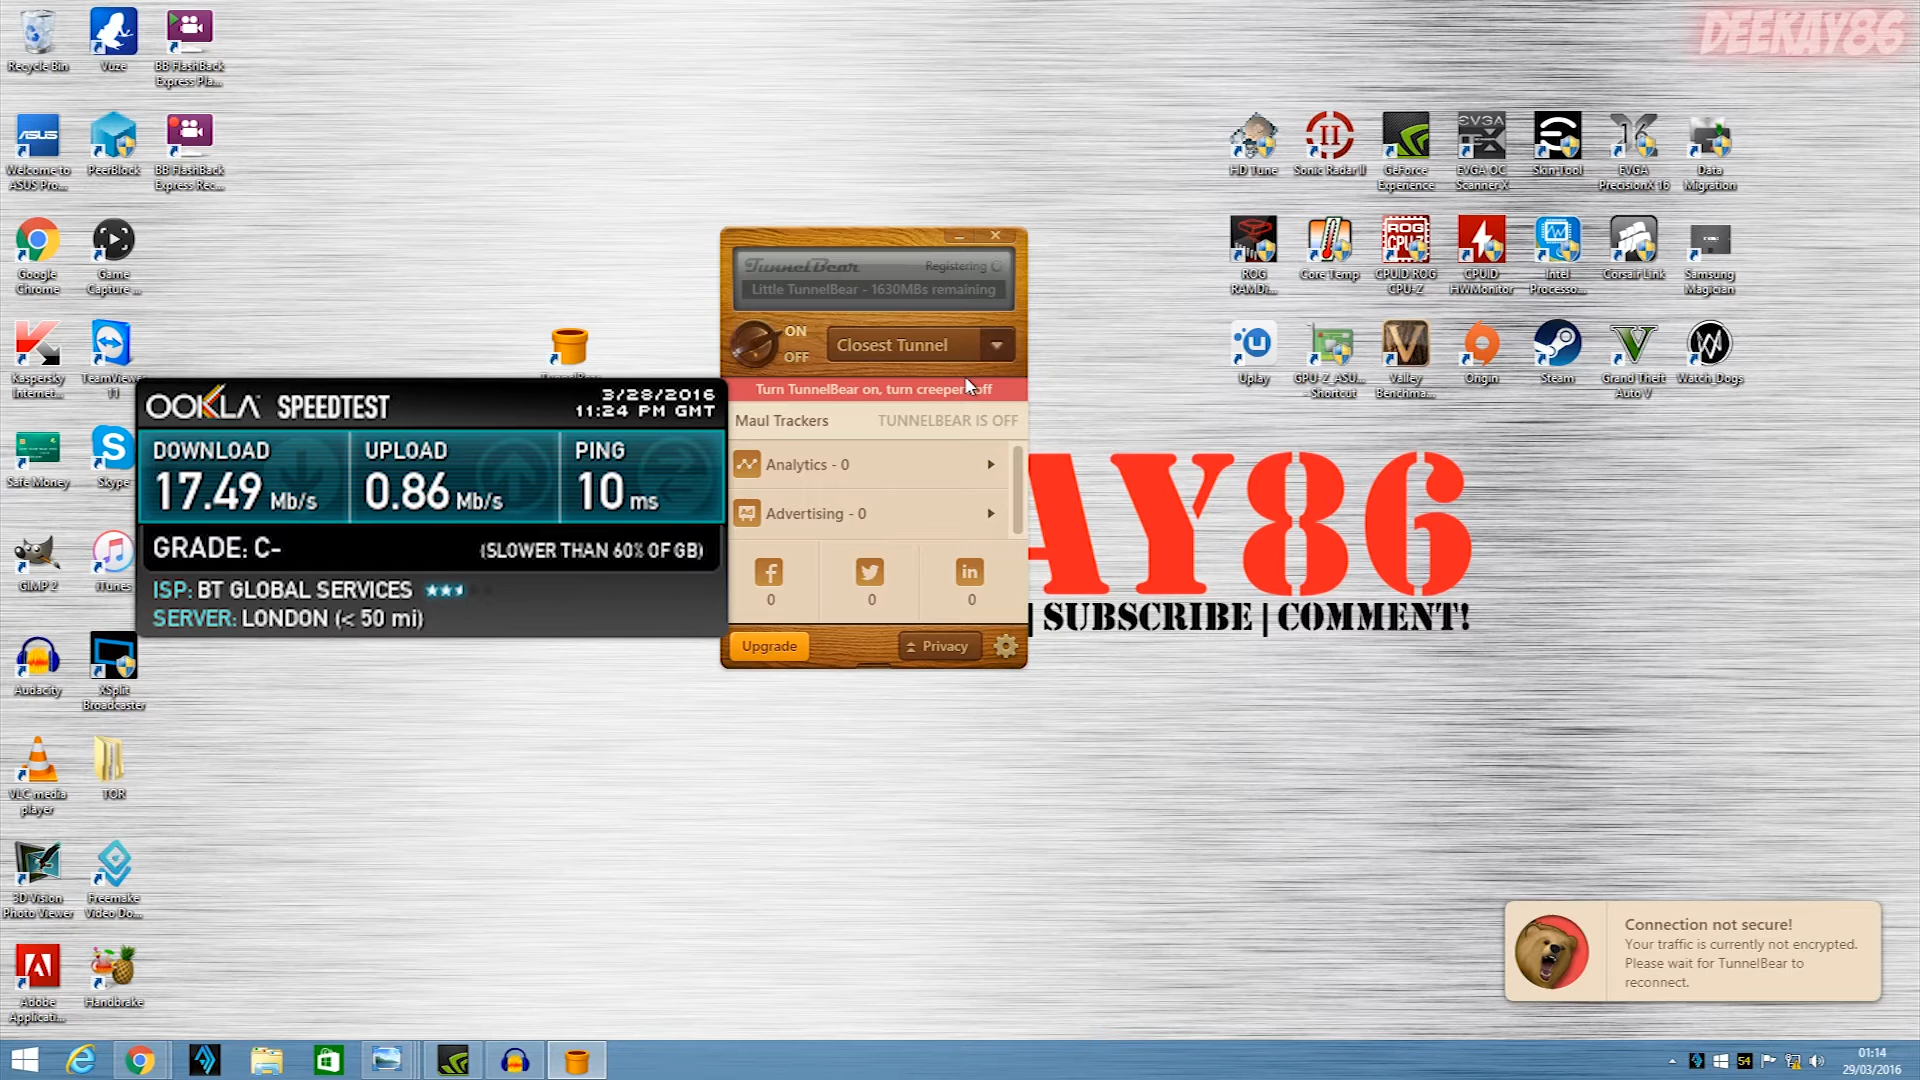 DEEKAY86
Recycle Bin
Vuze
BB FlashBack
Express Pla...
ASUS
Welcome to
ASUS Pro...
PeerBlock
BB FlashBack
Express Rec...
Google
Chrome
Game
Capture ...
Kaspersky
Internet...
TeamViewer
11
Safe Money
Skype
GIMP 2
iTunes
Audacity
XSplit
Broadcaster
VLC media
player
TOR
3D Vision
Photo Viewer
Freemake
Video Do...
Adobe
Applicati...
Handbrake
HD Tune
Sonic Radar II
GeForce
Experience
EVGA OC
Scanner X
Skin Tool
EVGA
PrecisionX 16
Data
Migration
ROG
RAMDi...
Core Temp
CPUID ROG
CPU-Z
CPUID
HWMonitor
Intel
Processo...
Corsair Link
Samsung
Magician
Uplay
GPU-Z_ASU...
- Shortcut
Valley
Benchma...
Origin
Steam
Grand Theft
Auto V
Watch_Dogs
TunnelBear
Registering
Little TunnelBear - 1630MBs remaining
ON
OFF
Closest Tunnel
Turn TunnelBear on, turn creepers off
Maul Trackers
TUNNELBEAR IS OFF
Analytics - 0
Ad
Advertising - 0
0
0
0
Upgrade
Privacy
OOKLA SPEEDTEST
3/28/2016
11:24 PM GMT
DOWNLOAD
17.49 Mb/s
UPLOAD
0.86 Mb/s
PING
10 ms
GRADE: C-
(SLOWER THAN 60% OF GB)
ISP: BT GLOBAL SERVICES
SERVER: LONDON (< 50 mi)
AY86
| SUBSCRIBE | COMMENT!
Connection not secure!
Your traffic is currently not encrypted.
Please wait for TunnelBear to
reconnect.
54
01:14
29/03/2016